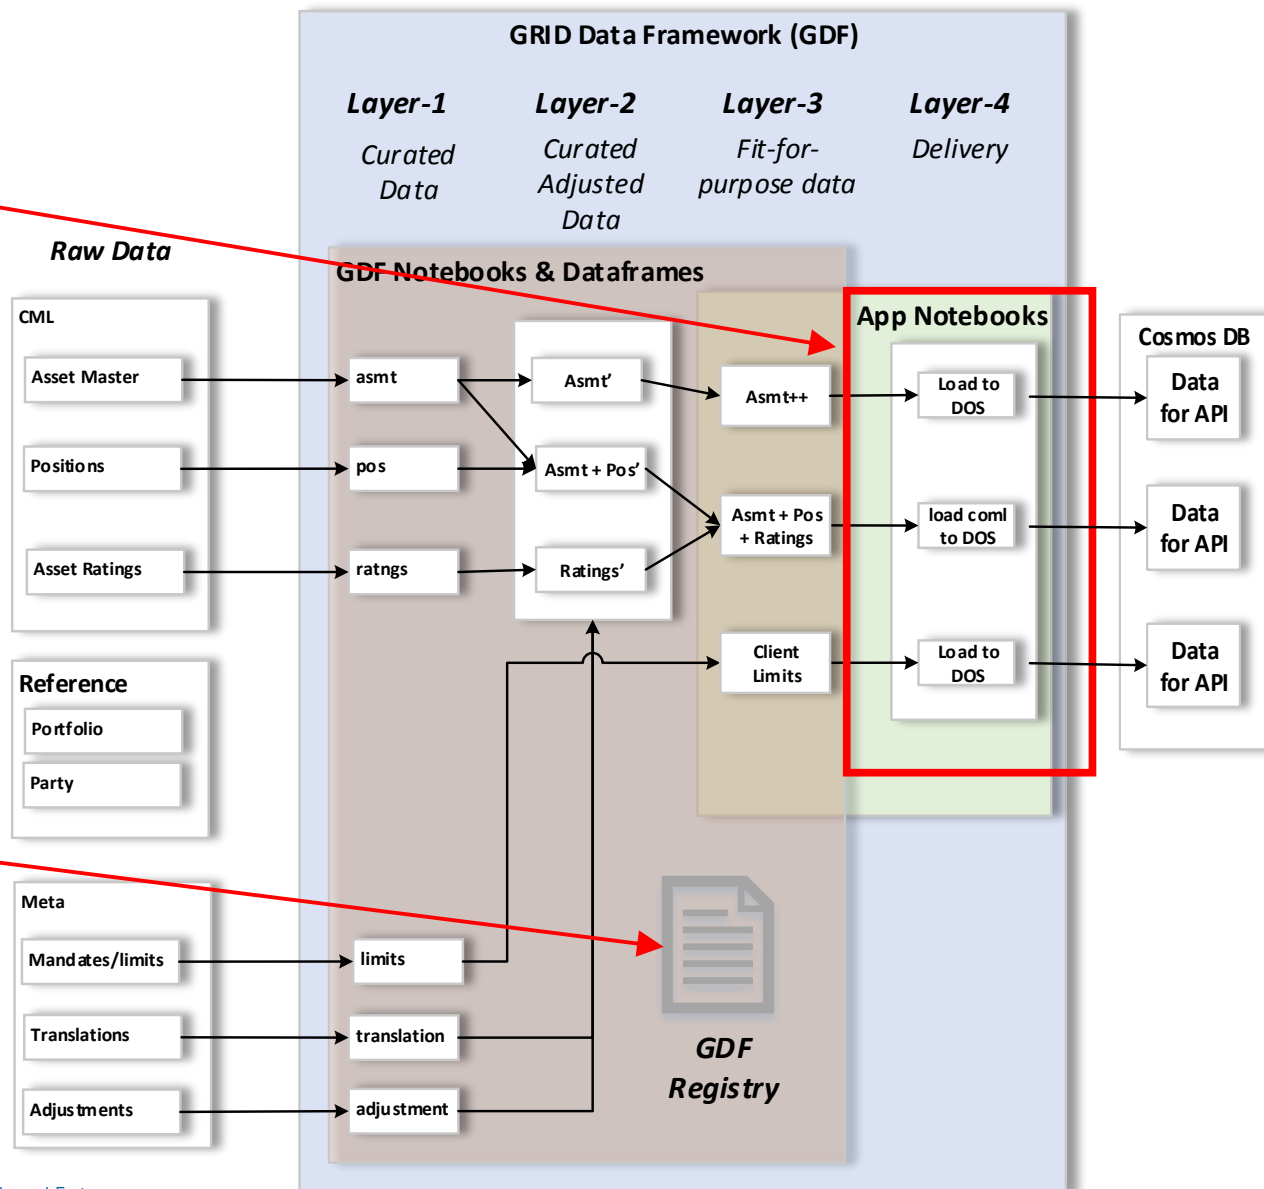 GRID Data Framework (GDF)
Layer-1
Layer-2
Layer-3
Layer-4
Curated
Data
Curated
Adjusted
Data
Fit-for-
purpose data
Delivery
Raw Data
GDF Notebooks & Dataframes
App Notebooks
CML
Asset Master
Positions
Asset Ratings
asmt
pos
ratngs
Asmt’
Asmt + Pos’
Ratings’
Asmt++
Asmt + Pos
+ Ratings
Client
Limits
Load to
DOS
load coml
to DOS
Load to
DOS
Cosmos DB
Data
for API
Data
for API
Data
for API
Reference
Portfolio
Party
Meta
Mandates/limits
Translations
Adjustments
limits
translation
adjustment
GDF
Registry